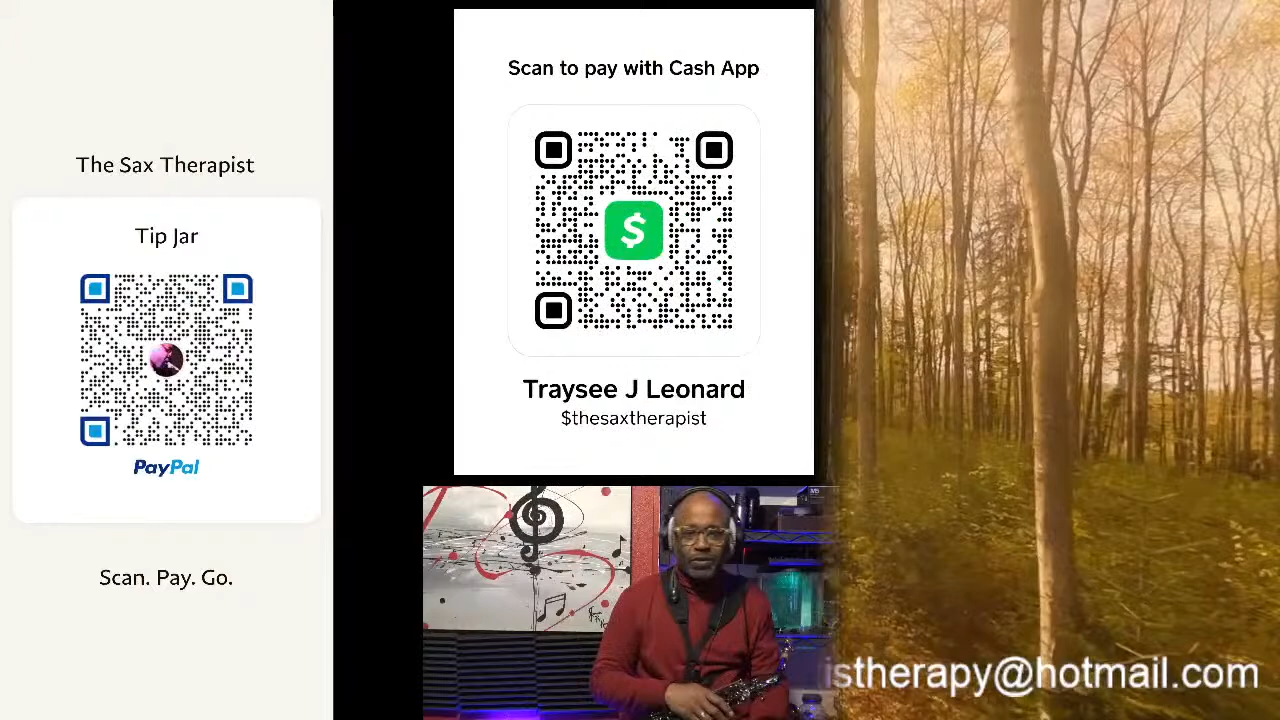 The Sax Therapist
Tip Jar
PayPal
Scan. Pay. Go.
Scan to pay with Cash App
$
Traysee J Leonard
$thesaxtherapist
istherapy@hotmail.com